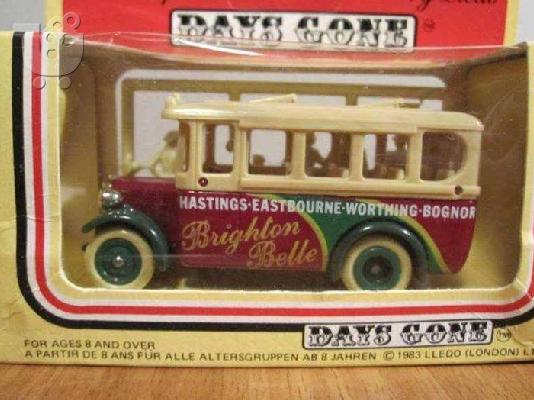 DAYS GONE
HASTINGS·EASTBOURNE·WORTHING·BOGNOR
Brighton
Belle
DAYS GONE
FOR AGES 8 AND OVER
A PARTIR DE 8 ANS FÜR ALLE ALTERSGRUPPEN AB 8 JAHREN © 1983 LLEDO (LONDON)